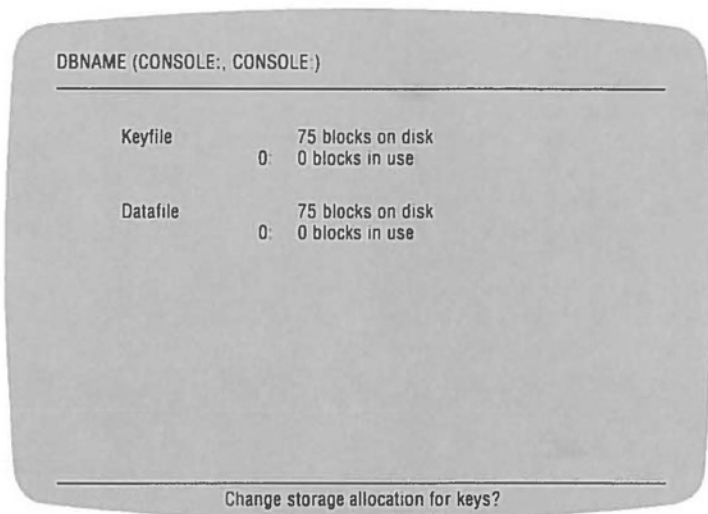 DBNAME (CONSOLE:, CONSOLE:)
Keyfile 75 blocks on disk
0: 0 blocks in use
Datafile 75 blocks on disk
0: 0 blocks in use
Change storage allocation for keys?